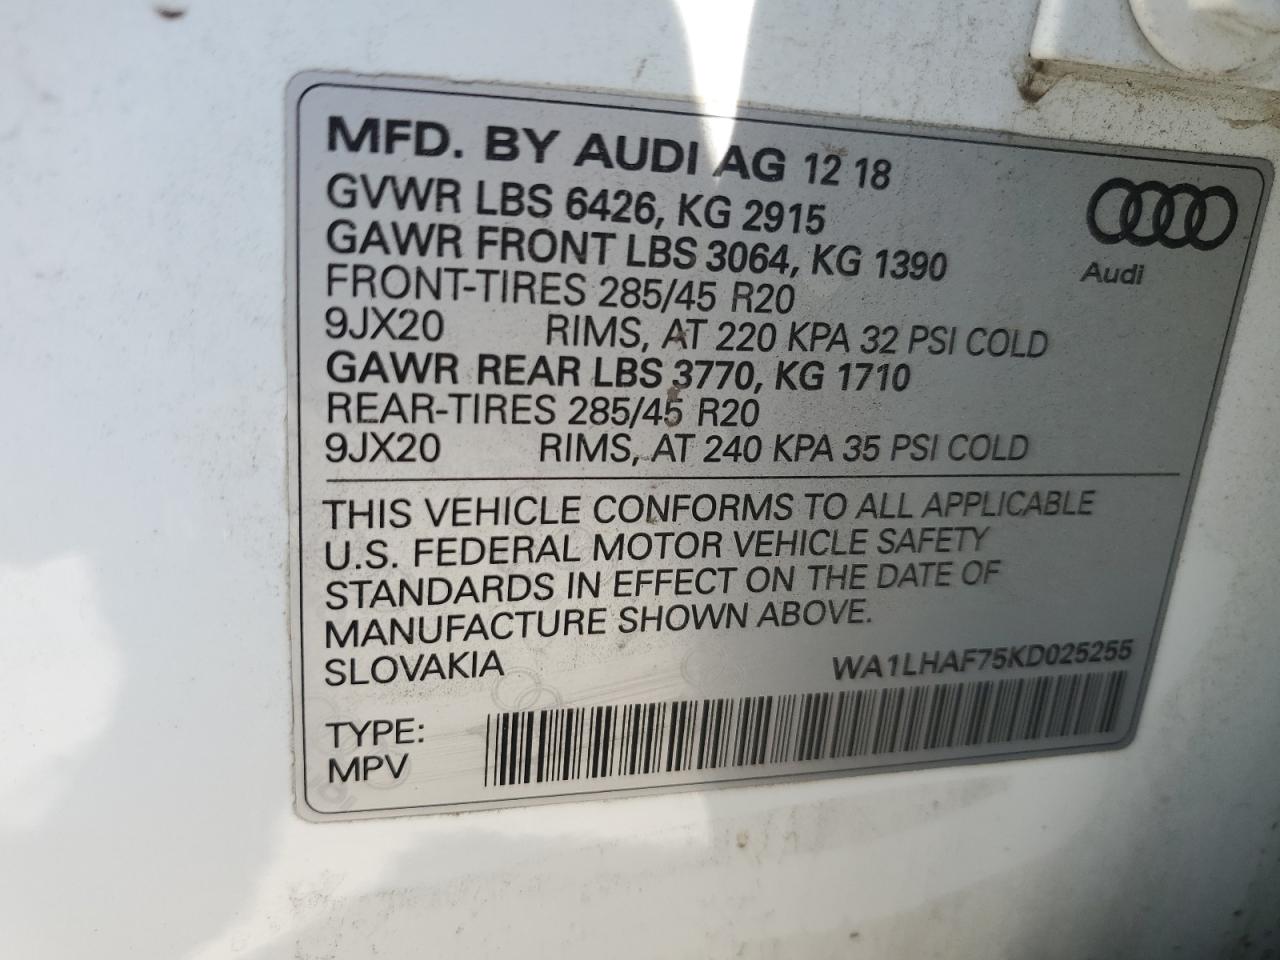 MFD. BY AUDI AG 12 18
GVWR LBS 6426, KG 2915
GAWR FRONT LBS 3064, KG 1390
FRONT-TIRES 285/45 R20
9JX20 RIMS, AT 220 KPA 32 PSI COLD
GAWR REAR LBS 3770, KG 1710
REAR-TIRES 285/45 R20
9JX20 RIMS, AT 240 KPA 35 PSI COLD
Audi
THIS VEHICLE CONFORMS TO ALL APPLICABLE
U.S. FEDERAL MOTOR VEHICLE SAFETY
STANDARDS IN EFFECT ON THE DATE OF
MANUFACTURE SHOWN ABOVE.
SLOVAKIA WA1LHAF75KD025255
TYPE:
MPV